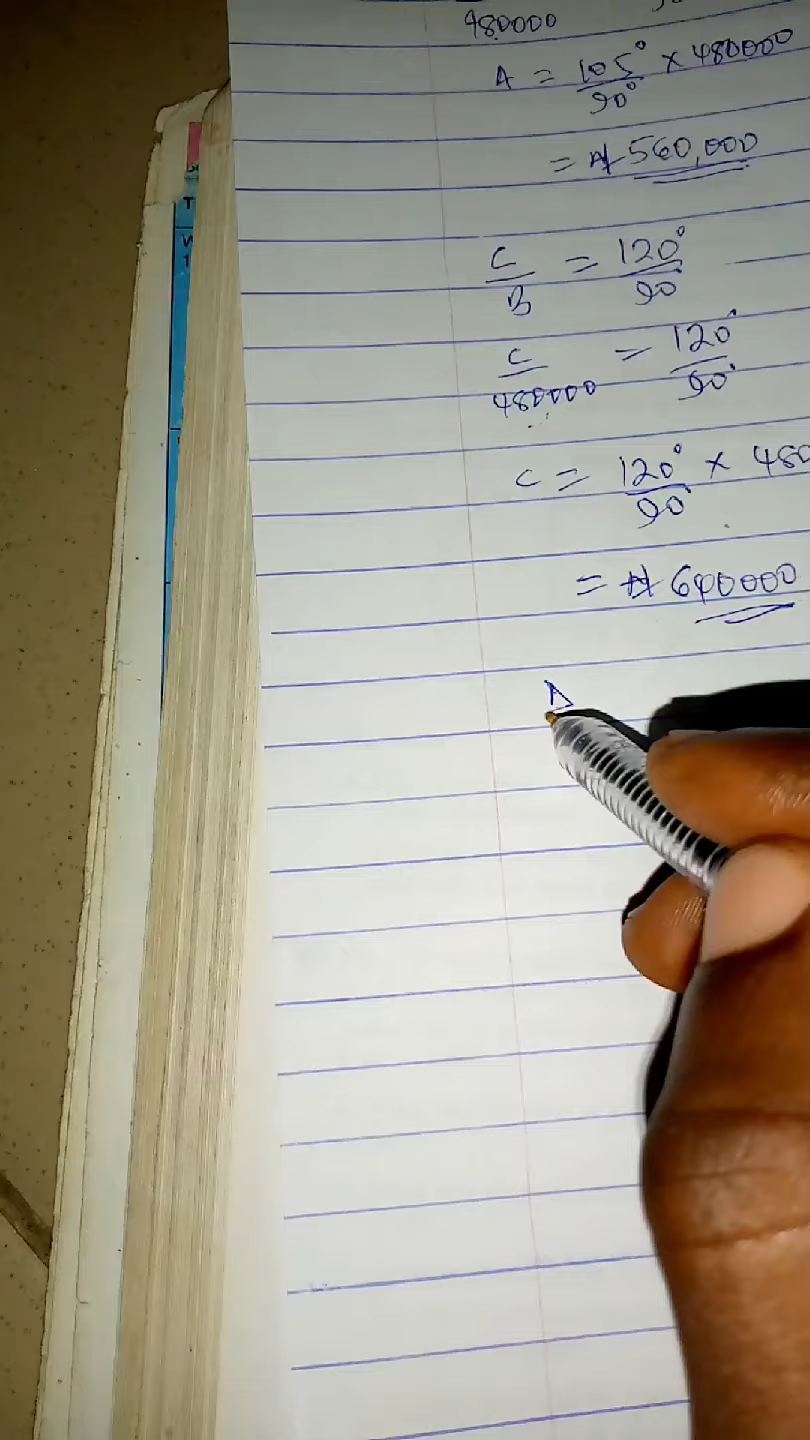 480000
A = 105° × 480000
90°
= ₦560,000
C = 120°
B 90°
C = 120°
480000 90°
C = 120° × 480
90°
= ₦640000